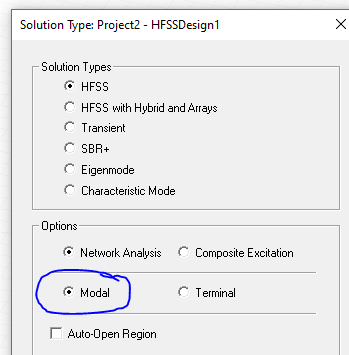 Solution Type: Project2 - HFSSDesign1
Solution Types
HFSS
HFSS with Hybrid and Arrays
Transient
SBR+
Eigenmode
Characteristic Mode
Options
Network Analysis Composite Excitation
Modal Terminal
Auto-Open Region